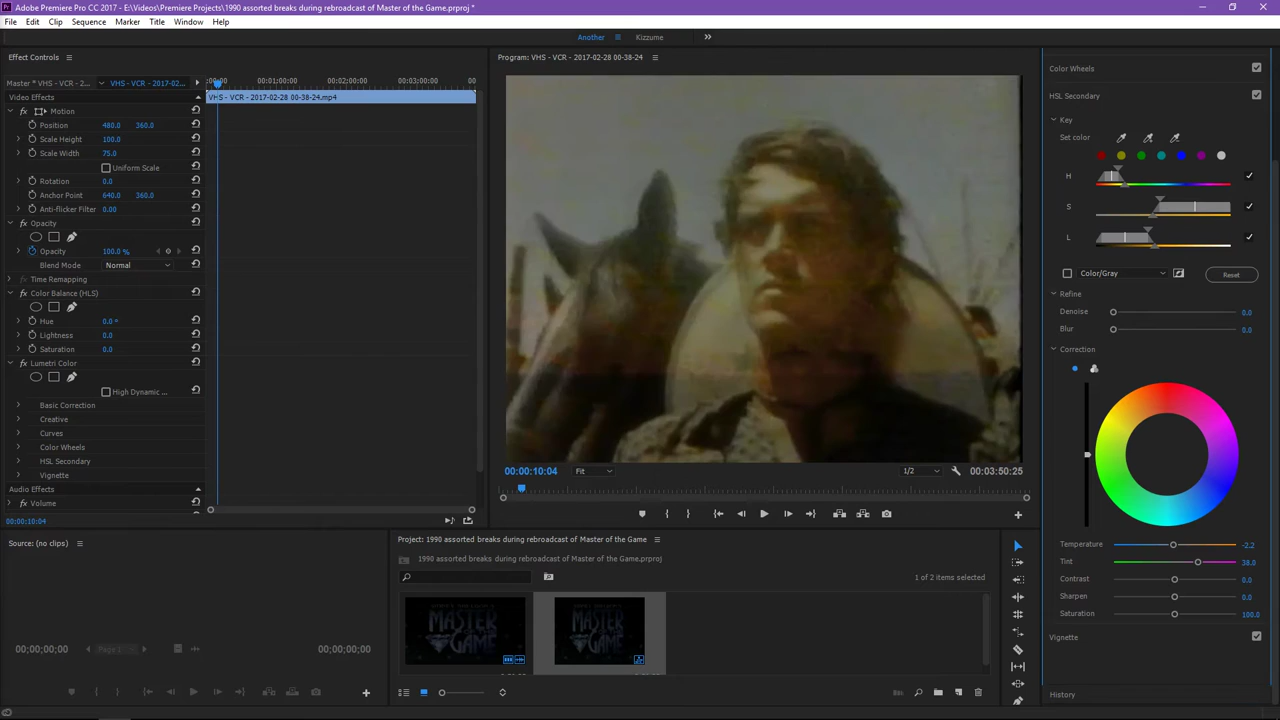 Adobe Premiere Pro CC 2017 - E:\Videos\Premiere Projects\1990 assorted breaks during rebroadcast of Master of the Game.prproj *
File Edit Clip Sequence Marker Title Window Help
Another Kizzume
Effect Controls
Master * VHS - VCR - 2... VHS - VCR - 2017-02...
:00:00 00:01:00:00 00:02:00:00 00:03:00:00 00
Video Effects
VHS - VCR - 2017-02-28 00-38-24.mp4
fx Motion
Position 480.0 360.0
Scale Height 100.0
Scale Width 75.0
Uniform Scale
Rotation 0.0
Anchor Point 640.0 360.0
Anti-flicker Filter 0.00
fx Opacity
Opacity 100.0 %
Blend Mode Normal
Time Remapping
fx Color Balance (HLS)
Hue 0.0 °
Lightness 0.0
Saturation 0.0
fx Lumetri Color
High Dynamic ...
Basic Correction
Creative
Curves
Color Wheels
HSL Secondary
Vignette
Audio Effects
fx Volume
00:00:10:04
Program: VHS - VCR - 2017-02-28 00-38-24
00:00:10:04 Fit 1/2 00:03:50:25
Color Wheels
HSL Secondary
Key
Set color
H
S
L
Color/Gray Reset
Refine
Denoise 0.0
Blur 0.0
Correction
Temperature -2.2
Tint 38.0
Contrast 0.0
Sharpen 0.0
Saturation 100.0
Vignette
History
Source: (no clips)
00;00;00;00 Page 1 00;00;00;00
Project: 1990 assorted breaks during rebroadcast of Master of the Game
1990 assorted breaks during rebroadcast of Master of the Game.prproj
1 of 2 items selected
MASTER
GAME
MASTER
GAME